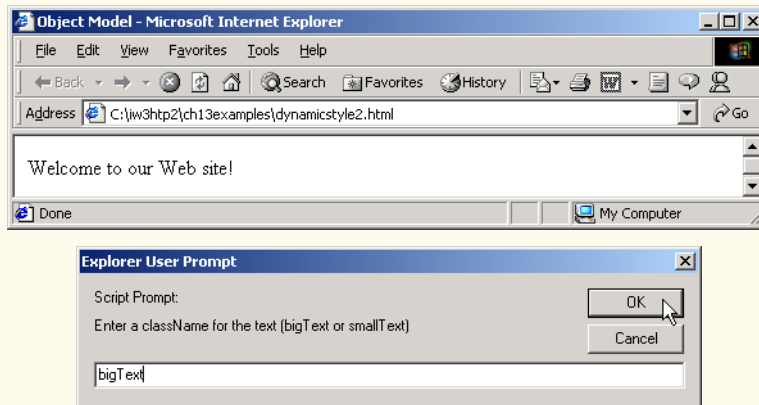 Object Model - Microsoft Internet Explorer
File Edit View Favorites Tools Help
Back Search Favorites History
Address C:\iw3htp2\ch13examples\dynamicstyle2.html Go
Welcome to our Web site!
Done My Computer
Explorer User Prompt
Script Prompt:
OK
Enter a className for the text (bigText or smallText)
Cancel
bigText